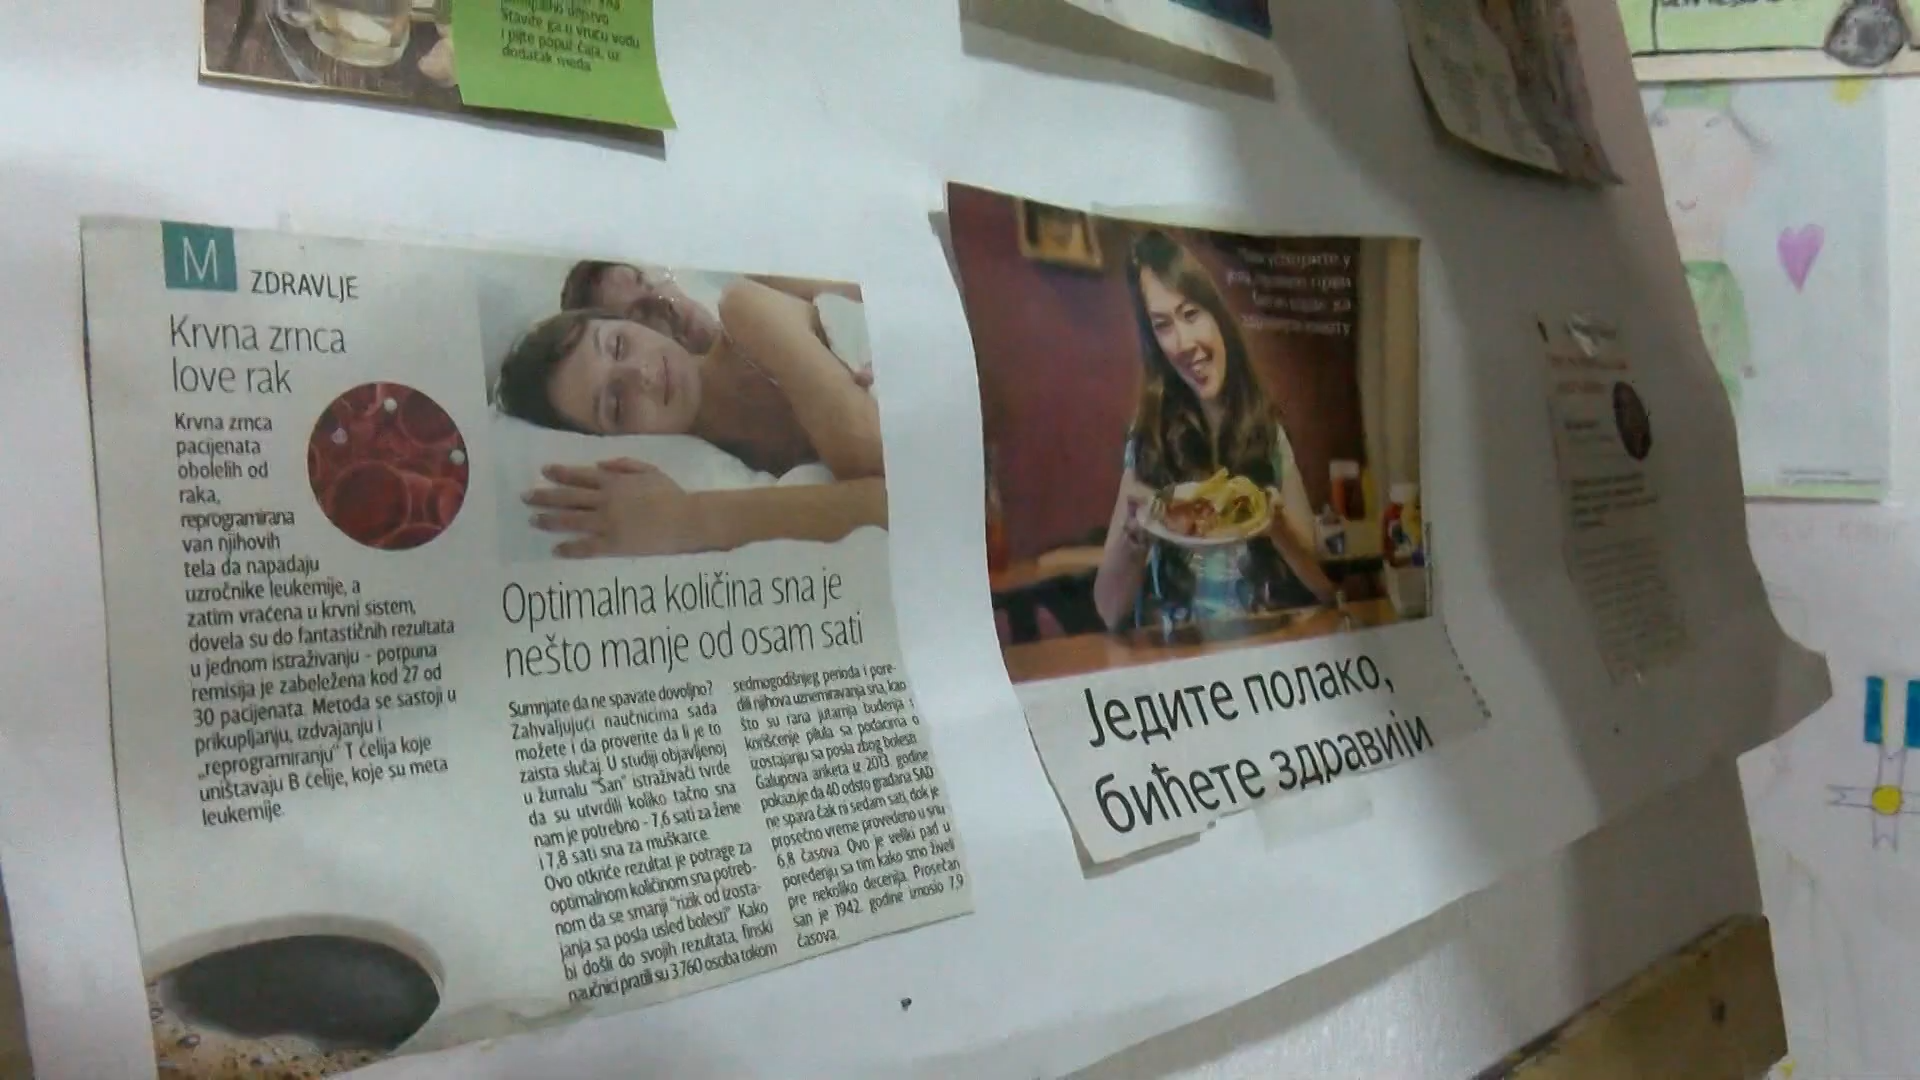 Stavite ga u vruću vodu
i pijte poput čaja, uz
dodatak meda.
M
ZDRAVLJE
Krvna zrnca
love rak
Krvna zrnca
pacijenata
obolelih od
raka,
reprogramirana
van njihovih
tela da napadaju
uzročnike leukemije, a
zatim vraćena u krvni sistem,
dovela su do fantastičnih rezultata
u jednom istraživanju - potpuna
remisija je zabeležena kod 27 od
30 pacijenata. Metoda se sastoji u
prikupljanju, izdvajanju i
„reprogramiranju" T ćelija koje
uništavaju B ćelije, koje su meta
leukemije.
Optimalna količina sna je
nešto manje od osam sati
Sumnjate da ne spavate dovoljno?
Zahvaljujući naučnicima sada
možete i da proverite da li je to
zaista slučaj. U studiji objavljenoj
u žurnalu "San" istraživači tvrde
da su utvrdili koliko tačno sna
nam je potrebno - 7,6 sati za žene
i 7,8 sati sna za muškarce.
Ovo otkriće rezultat je potrage za
optimalnom količinom sna potreb-
nom da se smanji "rizik od izosta-
janja sa posla usled bolesti". Kako
bi došli do svojih rezultata, finski
naučnici pratili su 3.760 osoba tokom
sedmogodišnjeg perioda i pore-
dili njihova uznemiravanja sna, kao
što su rana jutarnja buđenja i
korišćenje pilula sa podacima o
izostajanju sa posla zbog bolesti.
Galupova anketa iz 2013. godine
pokazuje da 40 odsto građana SAD
ne spava čak ni sedam sati, dok je
prosečno vreme provedeno u snu
6,8 časova. Ovo je veliki pad u
poređenju sa tim kako smo živeli
pre nekoliko decenija. Prosečan
san je 1942. godine iznosio 7,9
časova.
Једите полако,
бићете здравији